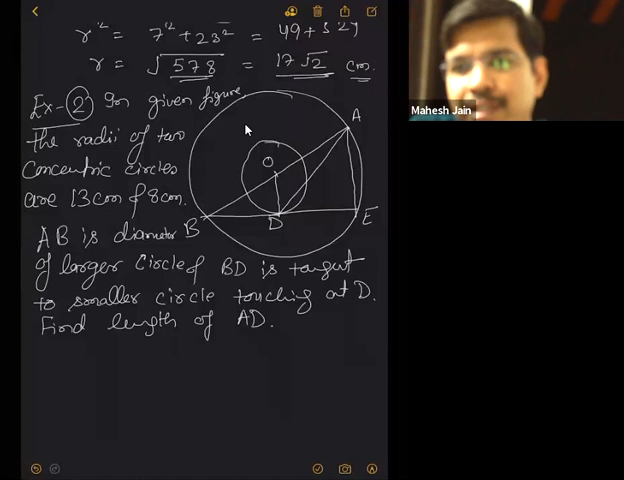 r² = 7² + 23² = 49 + 529
r = √578 = 17√2 cm.
Ex-② In given figure,
the radii of two
Concentric circles
are 13cm & 8cm.
AB is diameter
of larger Circle & BD is tangent
to smaller circle touching at D.
Find length of AD.
A
O
B
D
E
Mahesh Jain